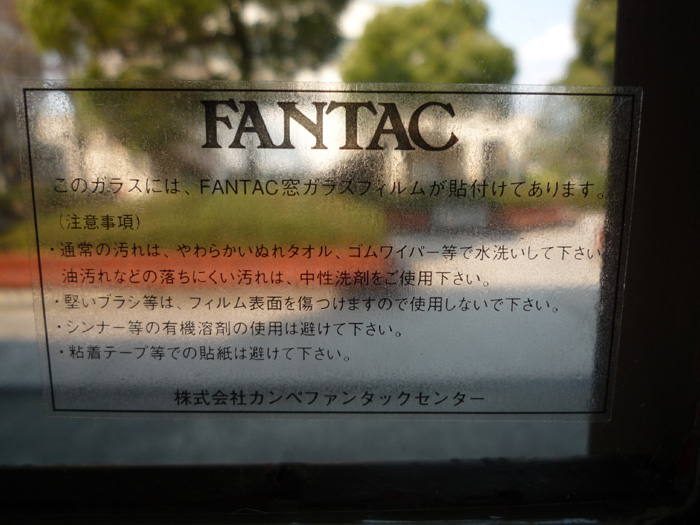 FANTAC
このガラスには、FANTAC窓ガラスフィルムが貼付けてあります。
(注意事項)
・通常の汚れは、やわらかいぬれタオル、ゴムワイパー等で水洗いして下さい。
油汚れなどの落ちにくい汚れは、中性洗剤をご使用下さい。
・堅いブラシ等は、フィルム表面を傷つけますので使用しないで下さい。
・シンナー等の有機溶剤の使用は避けて下さい。
・粘着テープ等での貼紙は避けて下さい。
株式会社カンペファンタックセンター